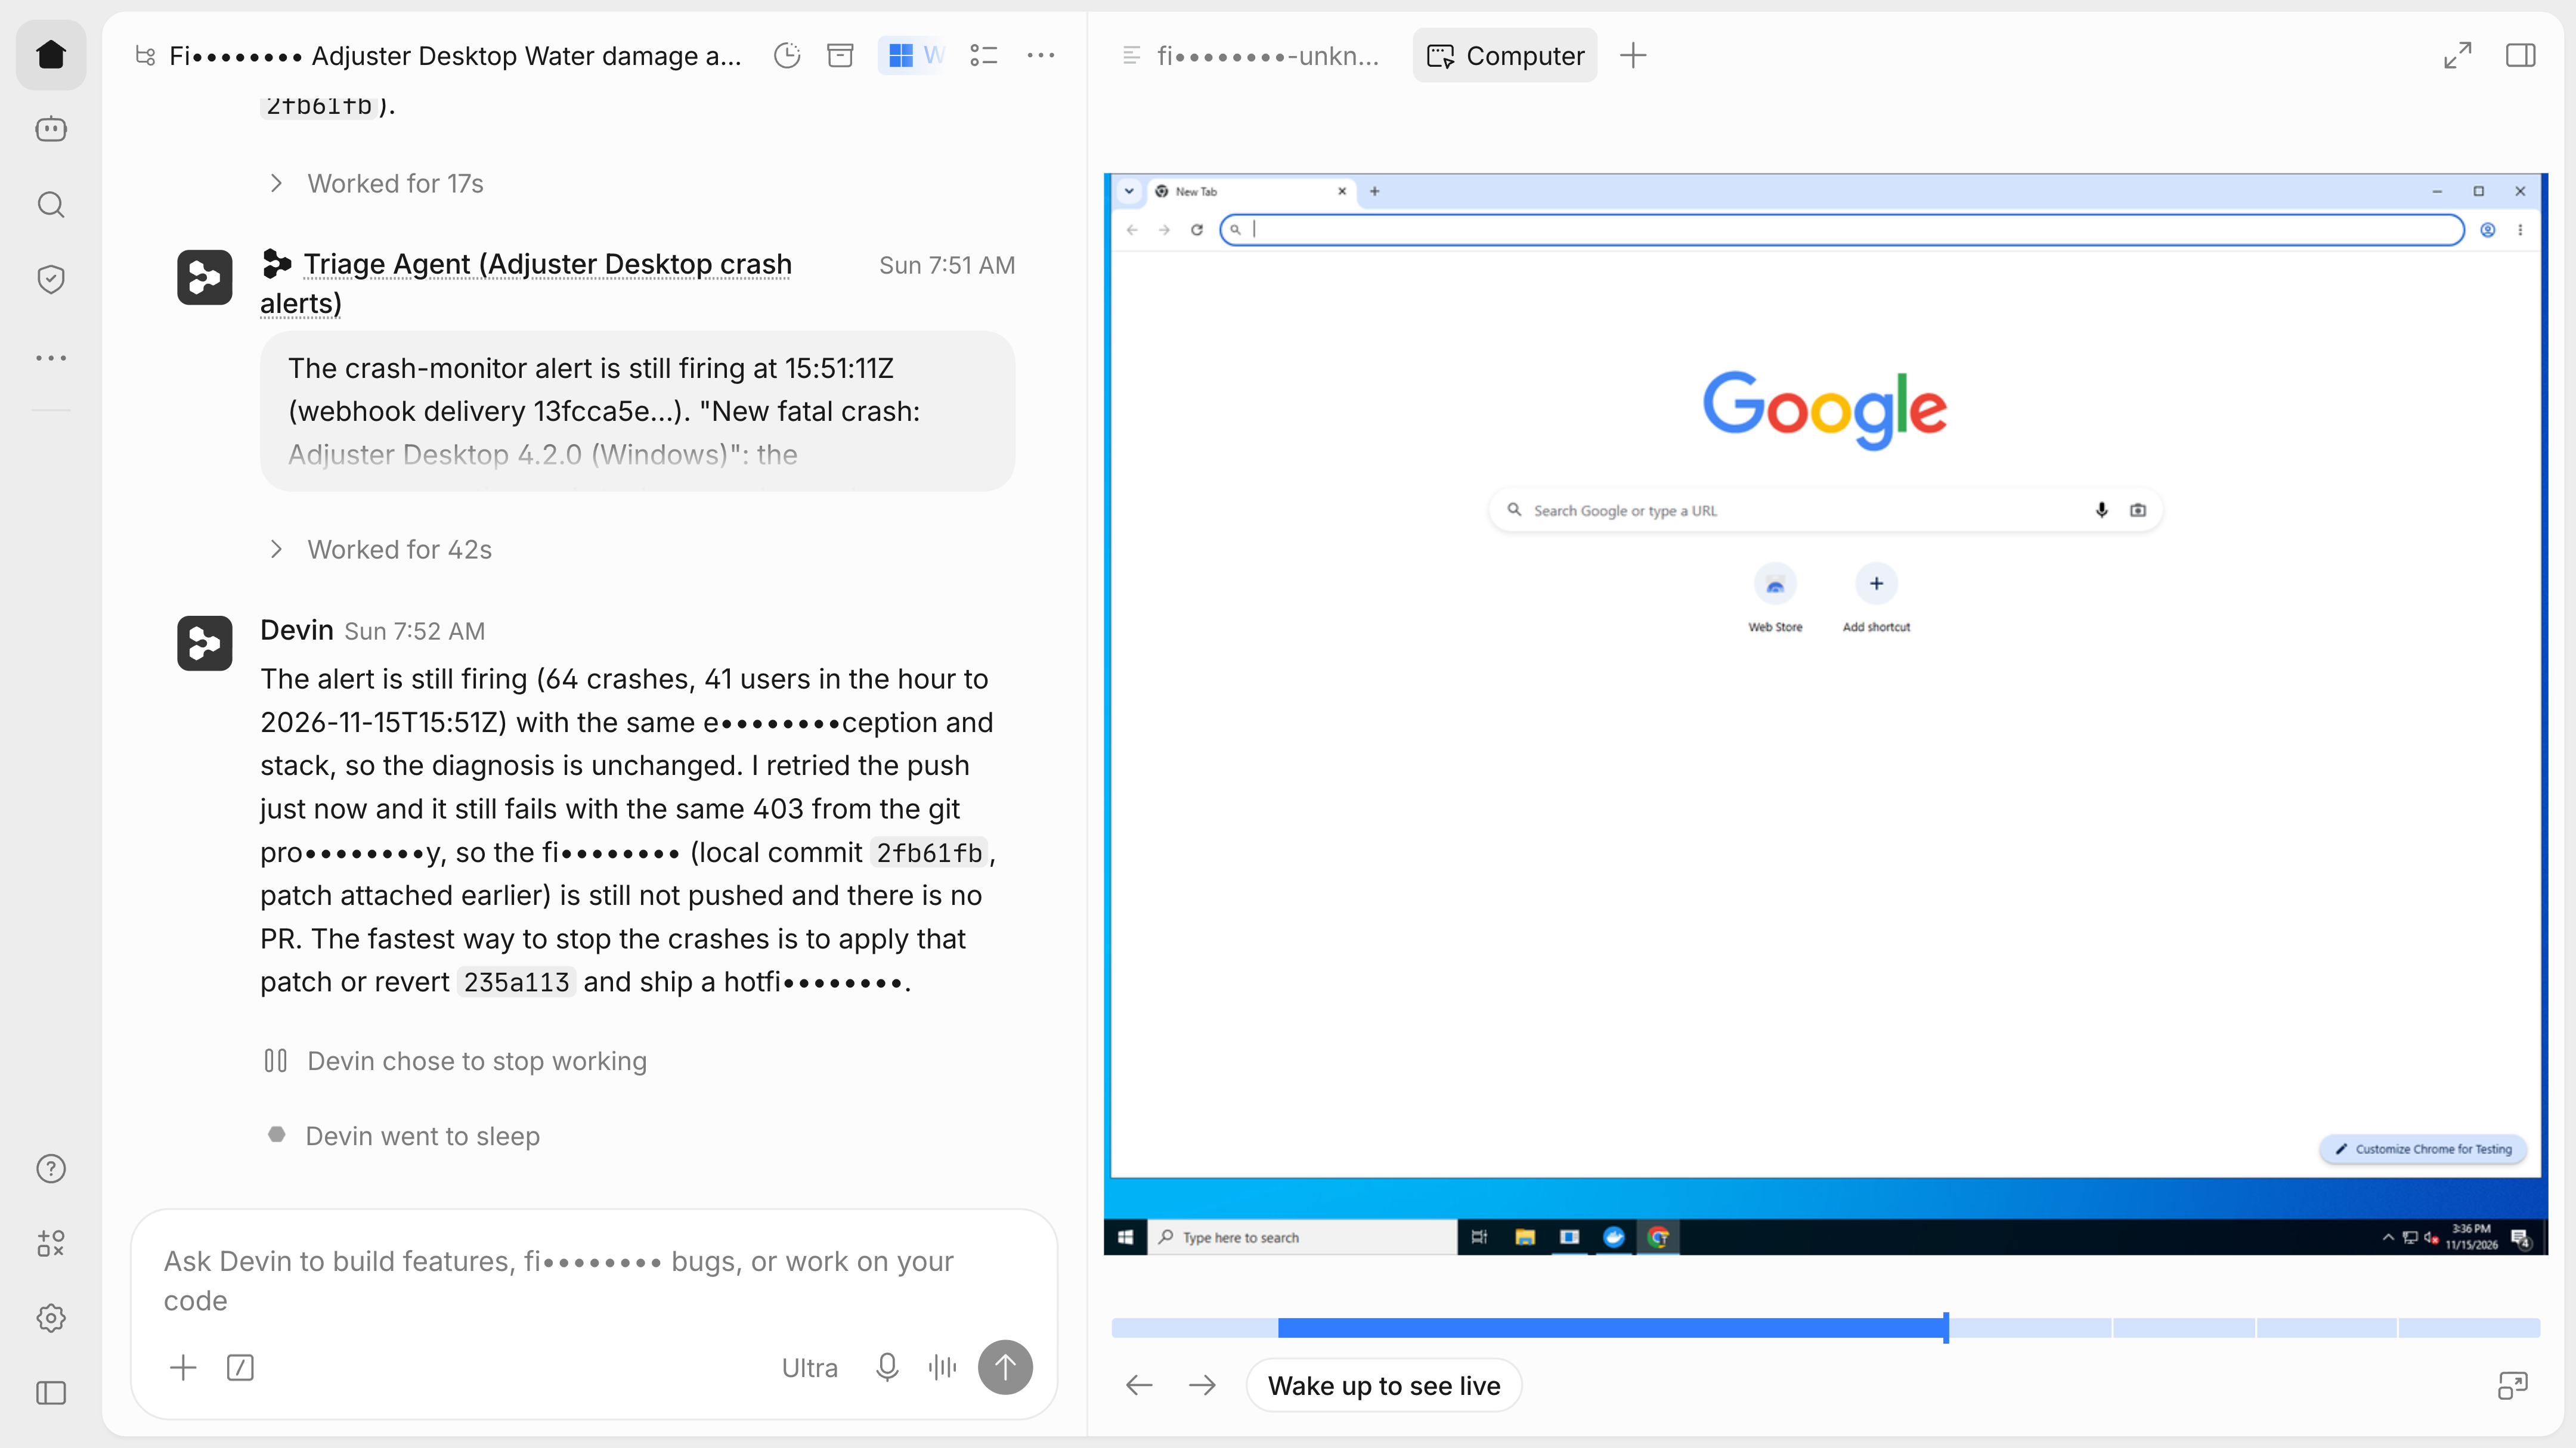 Fi•••••••• Adjuster Desktop Water damage a...
W
2fb61fb).
Worked for 17s
Triage Agent (Adjuster Desktop crash
alerts)
Sun 7:51 AM
The crash-monitor alert is still firing at 15:51:11Z
(webhook delivery 13fcca5e...). "New fatal crash:
Adjuster Desktop 4.2.0 (Windows)": the
Worked for 42s
Devin Sun 7:52 AM
The alert is still firing (64 crashes, 41 users in the hour to
2026-11-15T15:51Z) with the same e••••••••ception and
stack, so the diagnosis is unchanged. I retried the push
just now and it still fails with the same 403 from the git
pro••••••••y, so the fi•••••••• (local commit 2fb61fb,
patch attached earlier) is still not pushed and there is no
PR. The fastest way to stop the crashes is to apply that
patch or revert 235a113 and ship a hotfi••••••••.
Devin chose to stop working
Devin went to sleep
Ask Devin to build features, fi•••••••• bugs, or work on your
code
Ultra
fi••••••••-unkn...
Computer
New Tab
Google
Search Google or type a URL
Web Store
Add shortcut
Customize Chrome for Testing
Type here to search
3:36 PM
11/15/2026
4
Wake up to see live